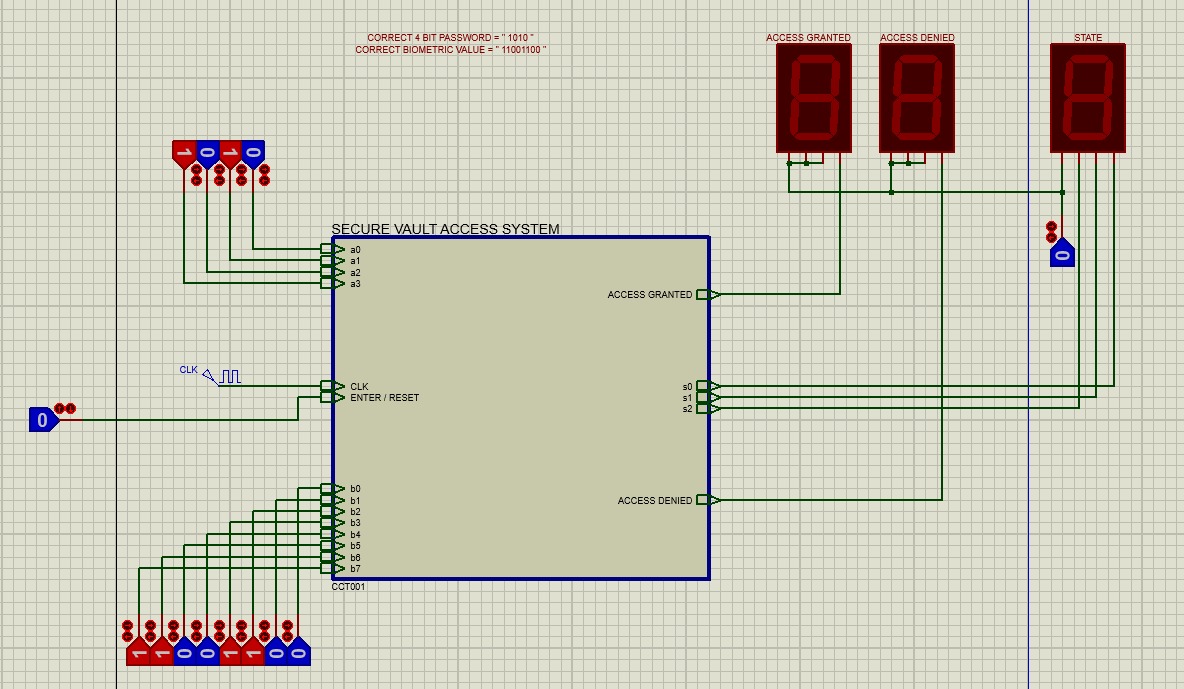 CORRECT 4 BIT PASSWORD = " 1010 "
CORRECT BIOMETRIC VALUE = " 11001100 "
ACCESS GRANTED
ACCESS DENIED
STATE
1 0 1 0
SECURE VAULT ACCESS SYSTEM
a0
a1
a2
a3
0
ACCESS GRANTED
CLK
CLK
ENTER / RESET
s0
s1
s2
0
b0
b1
b2
b3
b4
b5
b6
b7
ACCESS DENIED
CCT001
1 1 0 0 1 1 0 0